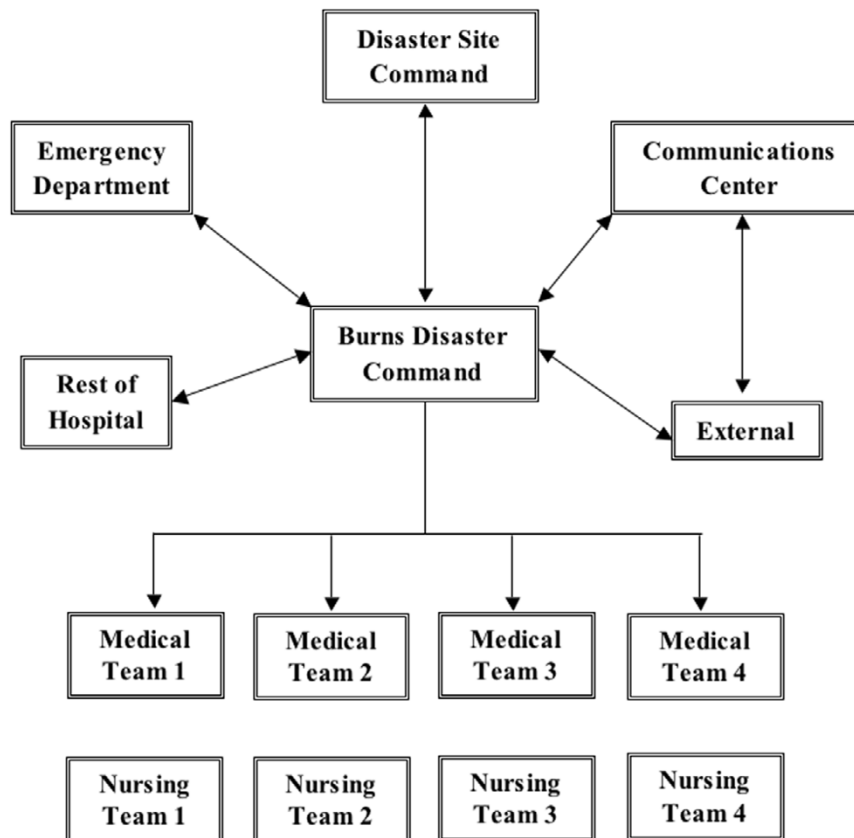 Disaster Site
Command
Emergency
Department
Communications
Center
Burns Disaster
Command
Rest of
Hospital
External
Medical
Team 1
Medical
Team 2
Medical
Team 3
Medical
Team 4
Nursing
Team 1
Nursing
Team 2
Nursing
Team 3
Nursing
Team 4